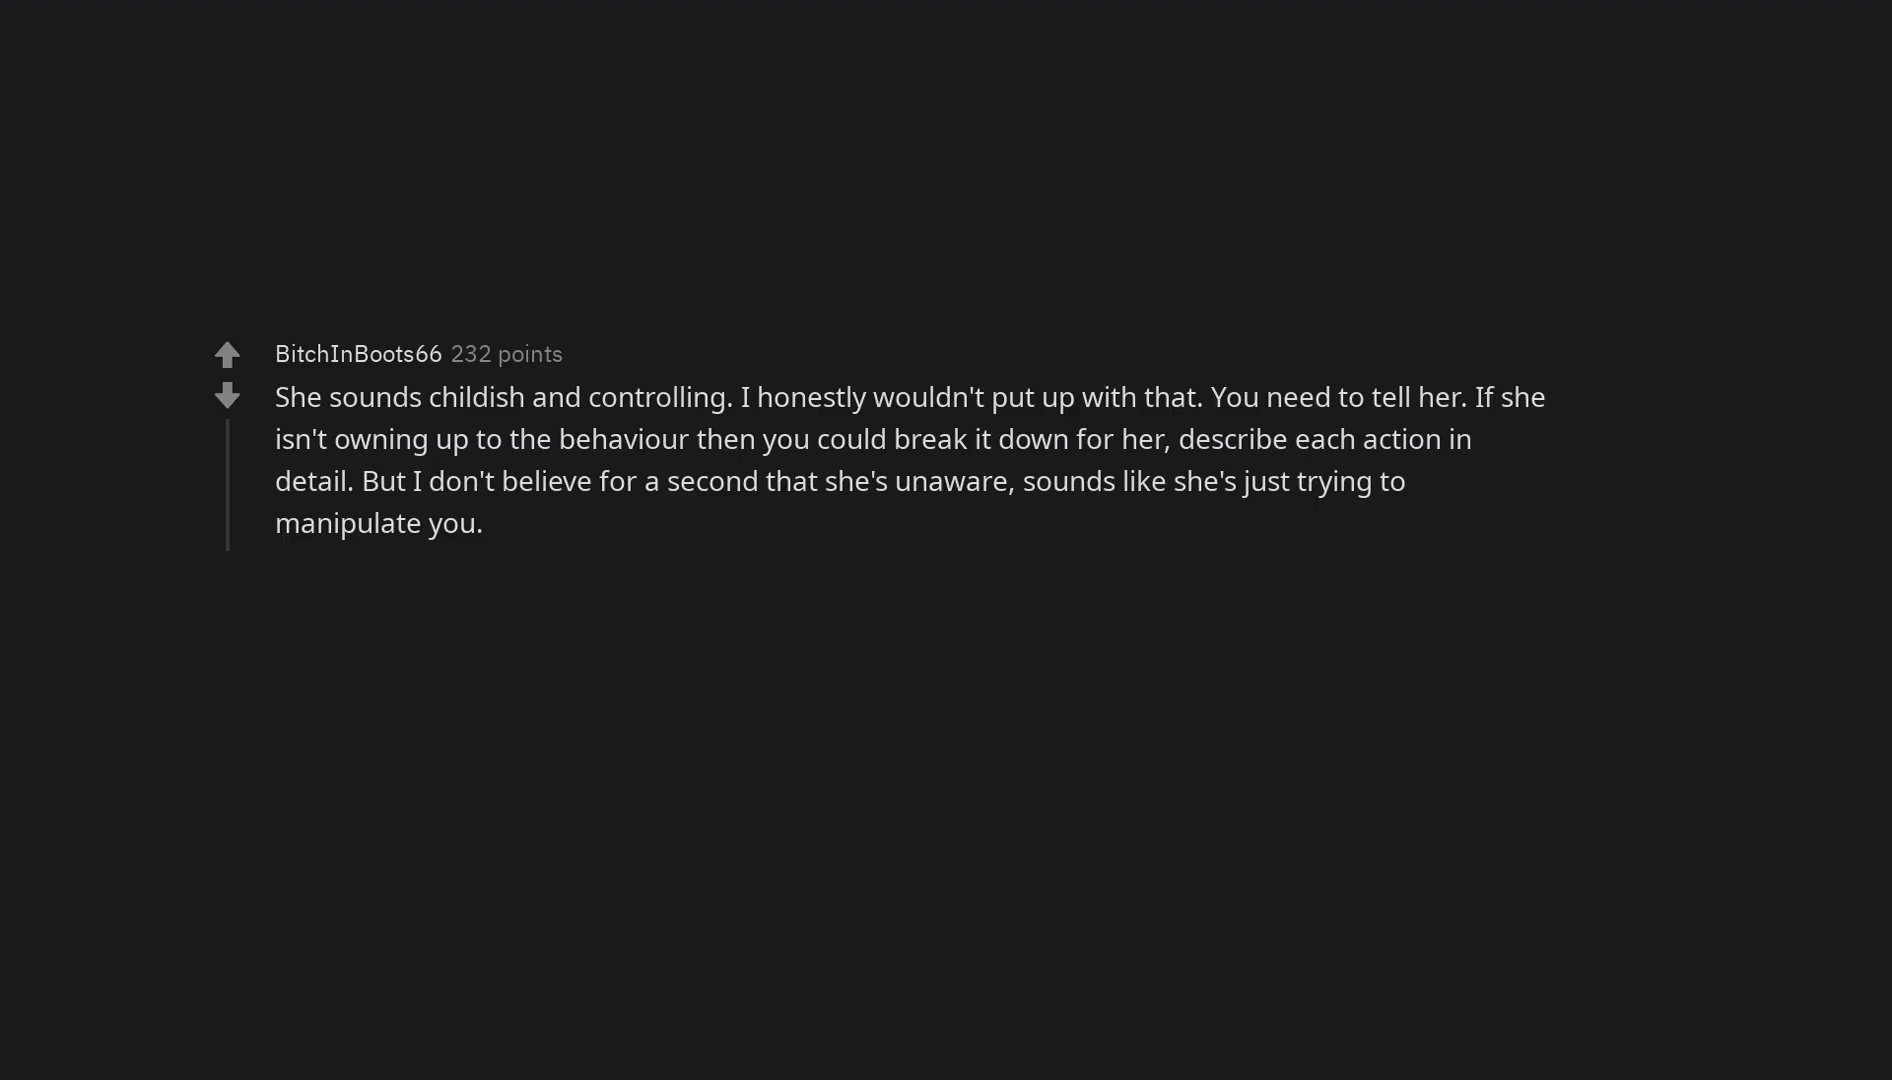 BitchInBoots66 232 points
She sounds childish and controlling. I honestly wouldn't put up with that. You need to tell her. If she
isn't owning up to the behaviour then you could break it down for her, describe each action in
detail. But I don't believe for a second that she's unaware, sounds like she's just trying to
manipulate you.